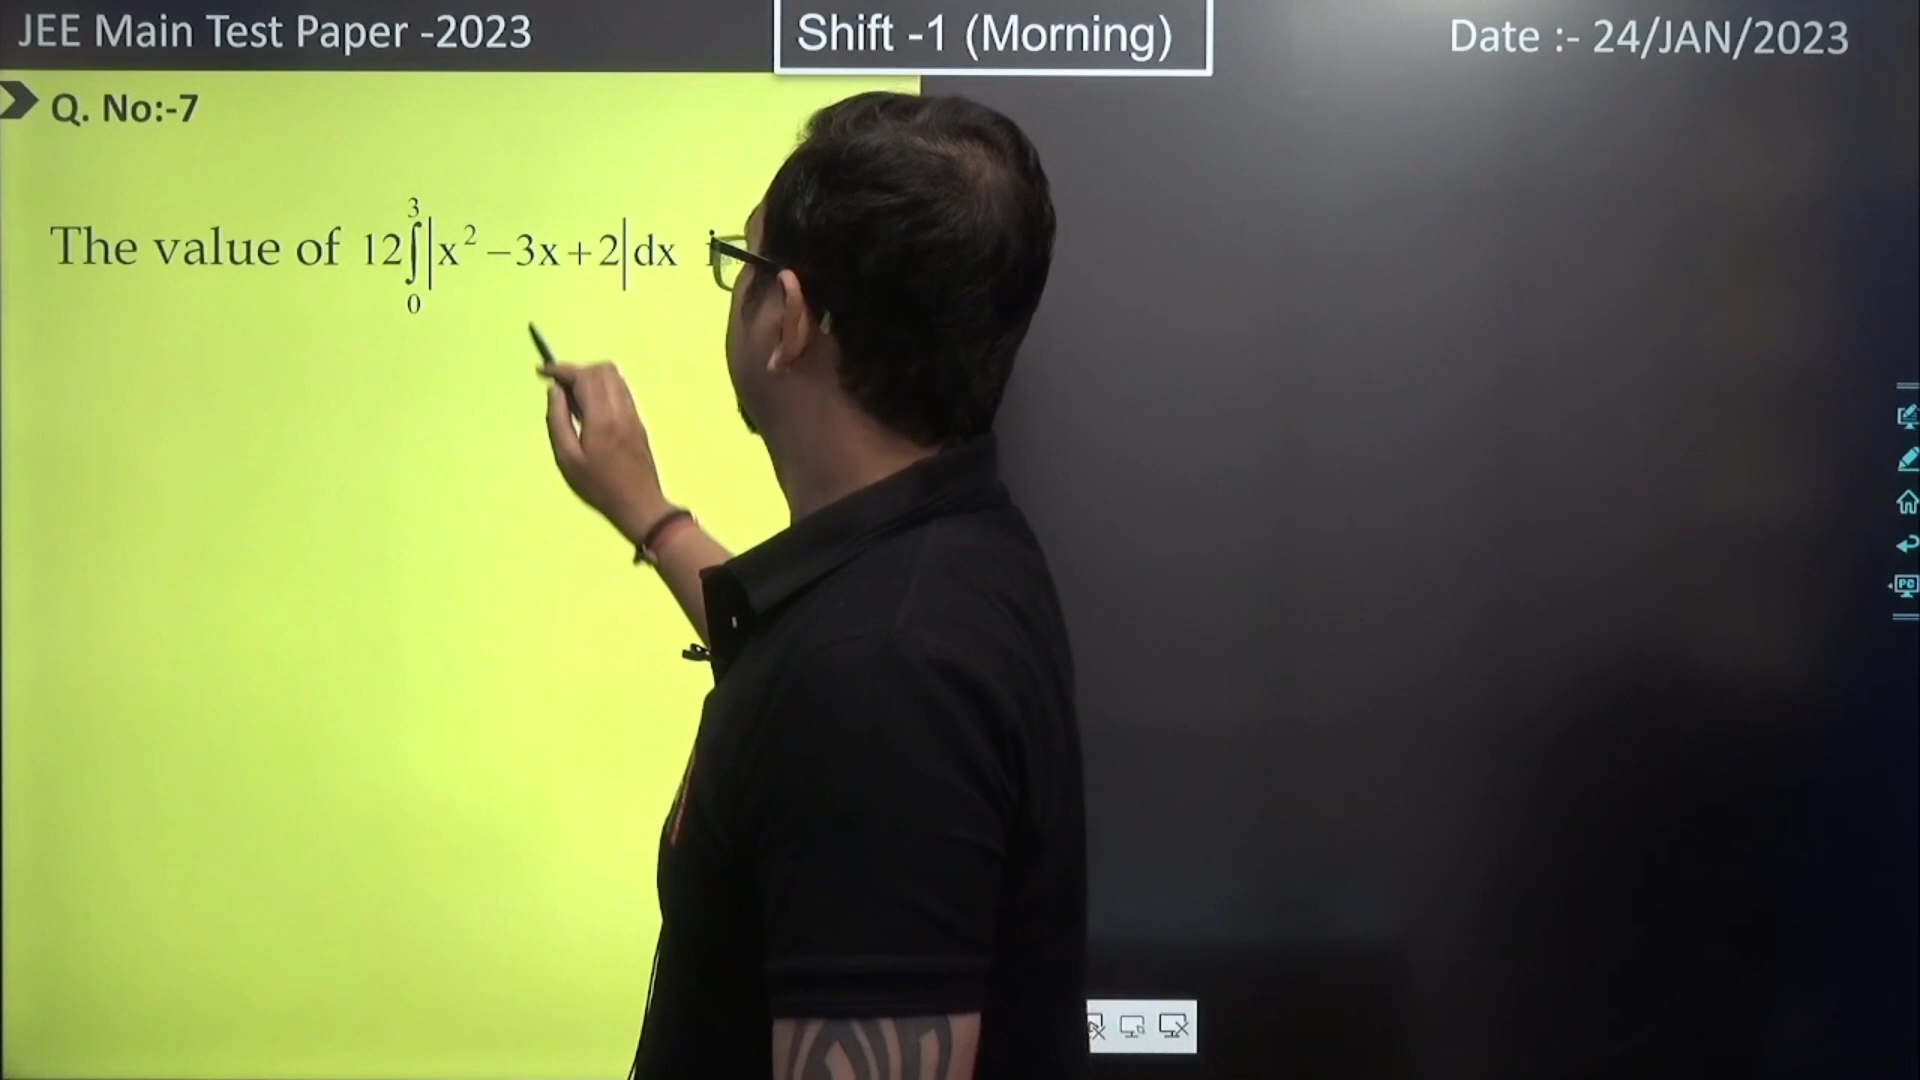 JEE Main Test Paper -2023
Shift -1 (Morning)
Date :- 24/JAN/2023
Q. No:-7
The value of 12∫₀³|x² −3x+2|dx
PC